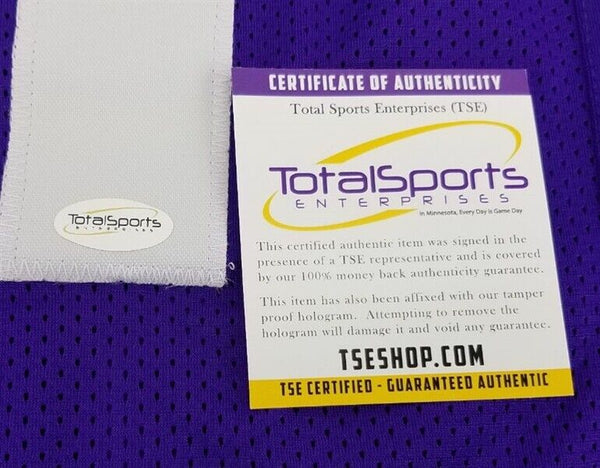 CERTIFICATE OF AUTHENTICITY
Total Sports Enterprises (TSE)
TotalSports
ENTERPRISES
In Minnesota, Every Day is Game Day
This certified authentic item was signed in the
presence of a TSE representative and is covered
by our 100% money back authenticity guarantee.
This item has also been affixed with our tamper
proof hologram. Attempting to remove the
hologram will damage it and void any guarantee.
TSESHOP.COM
TSE CERTIFIED - GUARANTEED AUTHENTIC
TotalSports
ENTERPRISES